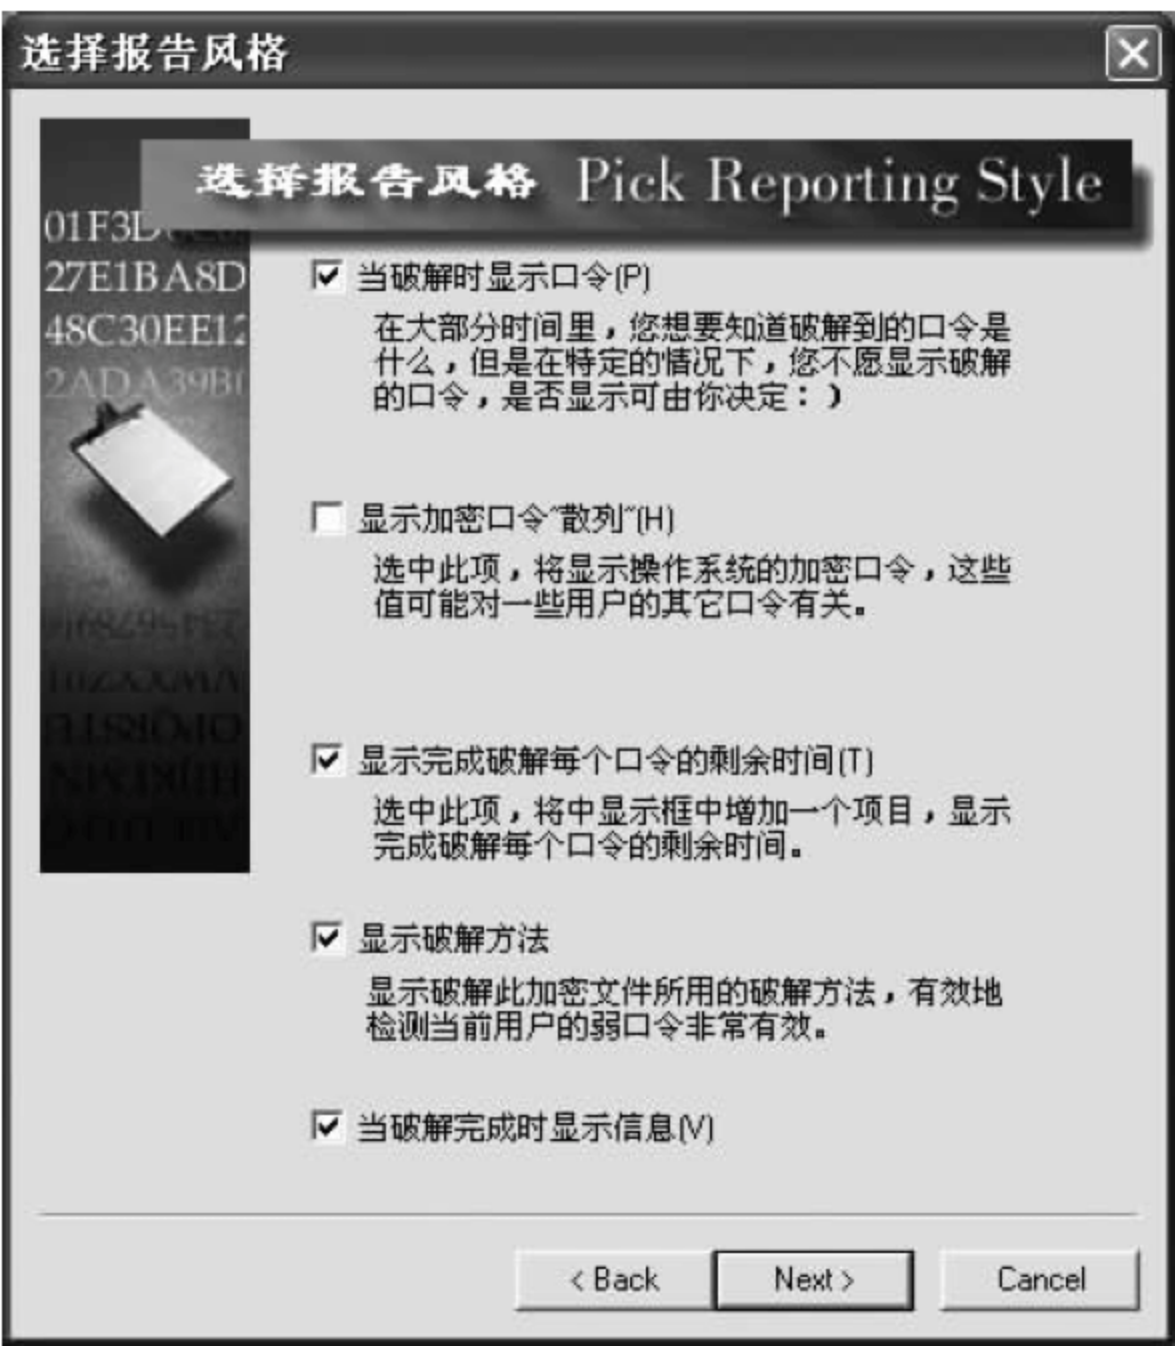 选择报告风格
选择报告风格 Pick Reporting Style
01F3D
27E1BA8D
48C30EE12
2ADA39B
当破解时显示口令(P)
在大部分时间里，您想要知道破解到的口令是
什么，但是在特定的情况下，您不愿显示破解
的口令，是否显示可由你决定：)
显示加密口令"散列"(H)
选中此项，将显示操作系统的加密口令，这些
值可能对一些用户的其它口令有关。
显示完成破解每个口令的剩余时间(T)
选中此项，将中显示框中增加一个项目，显示
完成破解每个口令的剩余时间。
显示破解方法
显示破解此加密文件所用的破解方法，有效地
检测当前用户的弱口令非常有效。
当破解完成时显示信息(V)
< Back
Next >
Cancel